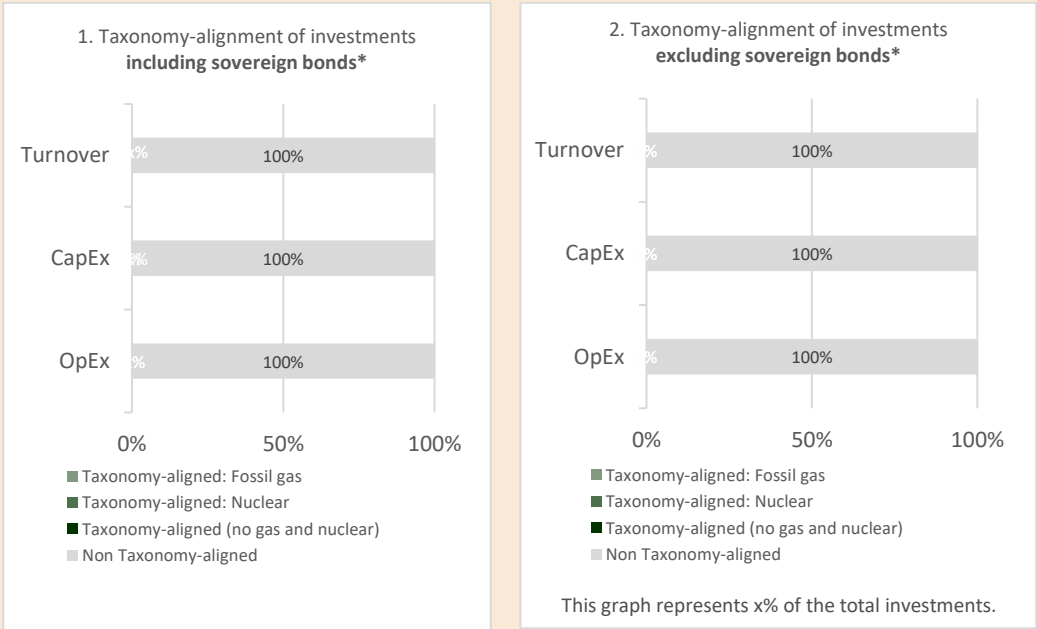 1. Taxonomy-alignment of investments
including sovereign bonds*
Turnover
100%
CapEx
100%
OpEx
100%
0% 50% 100%
Taxonomy-aligned: Fossil gas
Taxonomy-aligned: Nuclear
Taxonomy-aligned (no gas and nuclear)
Non Taxonomy-aligned
2. Taxonomy-alignment of investments
excluding sovereign bonds*
Turnover
100%
CapEx
100%
OpEx
100%
0% 50% 100%
Taxonomy-aligned: Fossil gas
Taxonomy-aligned: Nuclear
Taxonomy-aligned (no gas and nuclear)
Non Taxonomy-aligned
This graph represents x% of the total investments.